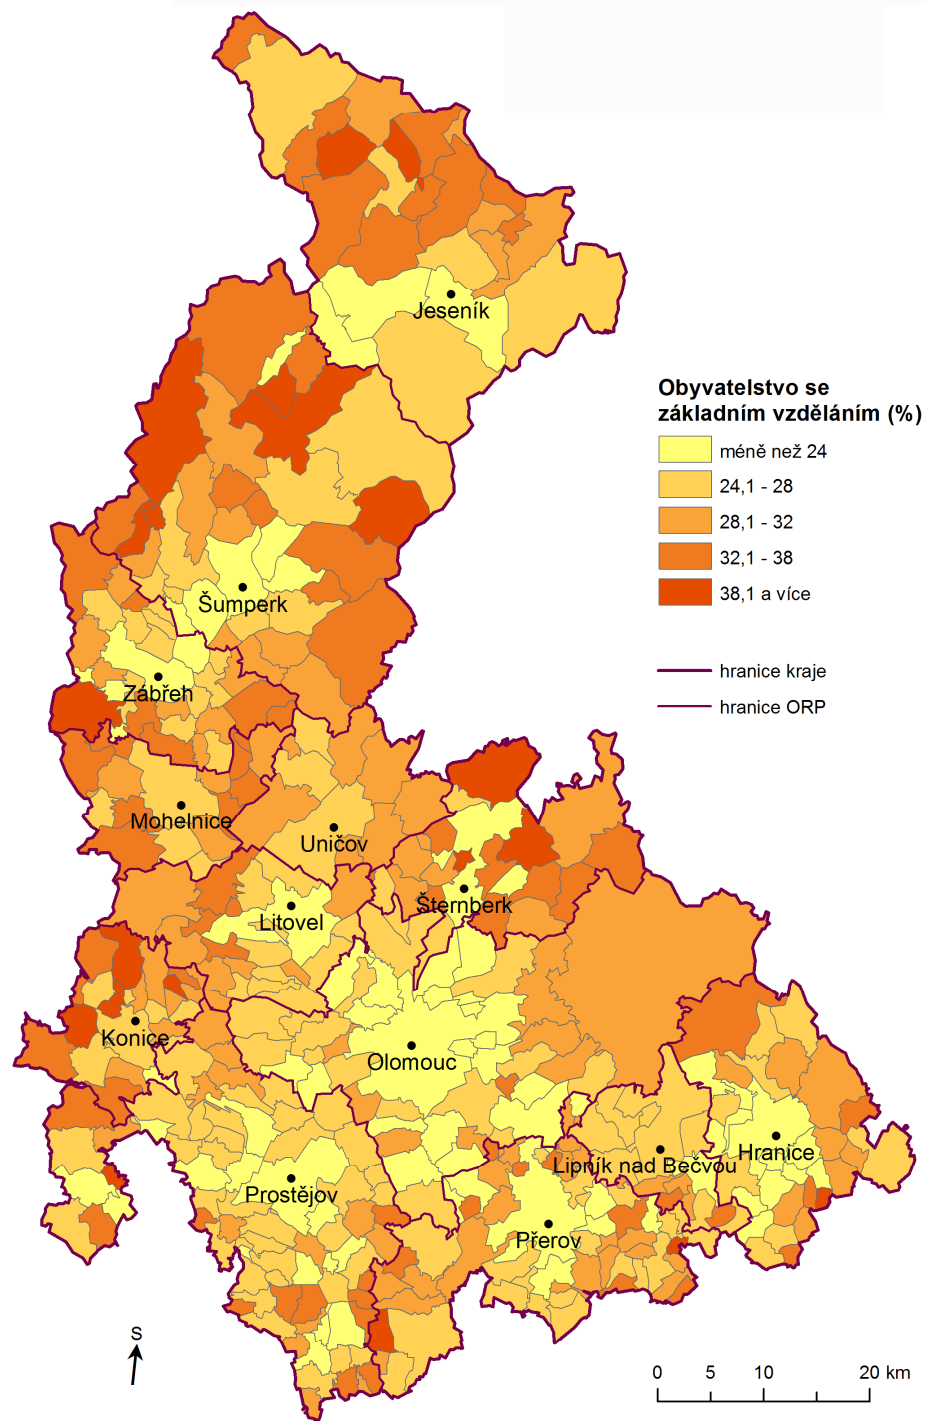 Jeseník
Obyvatelstvo se
základním vzděláním (%)
méně než 24
24,1 - 28
28,1 - 32
32,1 - 38
38,1 a více
Šumperk
hranice kraje
Zábřeh
hranice ORP
Mohelnice
Uničov
Šternberk
Litovel
Konice
Olomouc
Hranice
Lipník nad Bečvou
Prostějov
Přerov
S
0 5 10 20 km